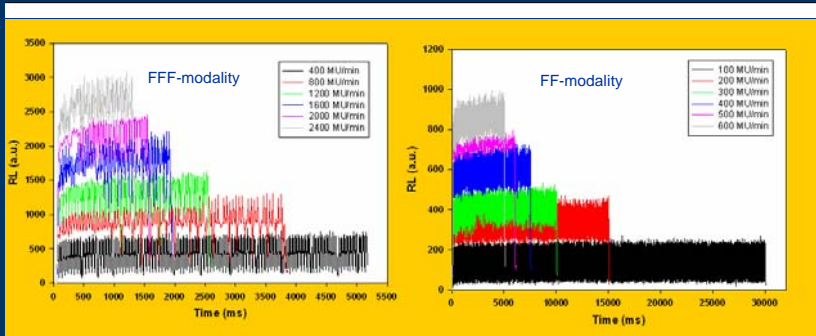 FFF-modality
400 MU/min
800 MU/min
1200 MU/min
1600 MU/min
2000 MU/min
2400 MU/min
RL (a.u.)
3500
3000
2500
2000
1500
1000
500
0
0 500 1000 1500 2000 2500 3000 3500 4000 4500 5000 5500
Time (ms)
FF-modality
100 MU/min
200 MU/min
300 MU/min
400 MU/min
500 MU/min
600 MU/min
RL (a.u.)
1200
1000
800
600
400
200
0
0 5000 10000 15000 20000 25000 30000
Time (ms)